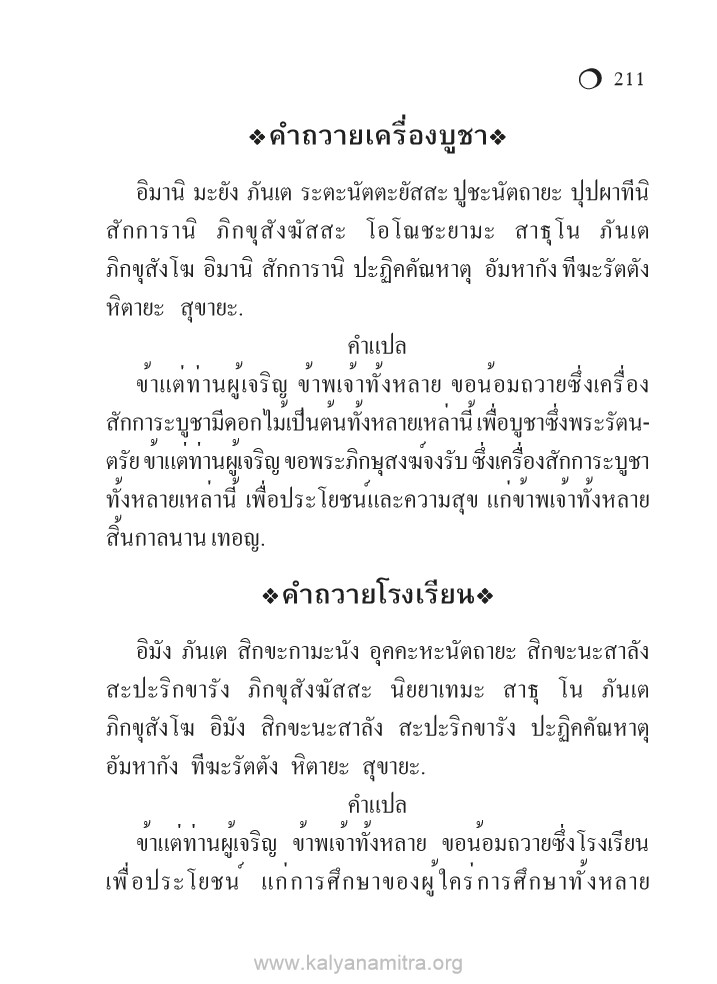 211
❖คำถวายเครื่องบูชา❖
อิมานิ มะยัง ภันเต ระตะนัตตะยัสสะ ปูชะนัตถายะ ปุปผาทีนิ
สักการานิ ภิกขุสังฆัสสะ โอโณชะยามะ สาธุโน ภันเต
ภิกขุสังโฆ อิมานิ สักการานิ ปะฏิคคัณหาตุ อัมหากัง ทีฆะรัตตัง
หิตายะ สุขายะ.
คำแปล
ข้าแต่ท่านผู้เจริญ ข้าพเจ้าทั้งหลาย ขอน้อมถวายซึ่งเครื่อง
สักการะบูชามีดอกไม้เป็นต้นทั้งหลายเหล่านี้ เพื่อบูชาซึ่งพระรัตน-
ตรัย ข้าแต่ท่านผู้เจริญ ขอพระภิกษุสงฆ์จงรับ ซึ่งเครื่องสักการะบูชา
ทั้งหลายเหล่านี้ เพื่อประโยชน์และความสุข แก่ข้าพเจ้าทั้งหลาย
สิ้นกาลนาน เทอญ.
❖คำถวายโรงเรียน❖
อิมัง ภันเต สิกขะกามะนัง อุคคะหะนัตถายะ สิกขะนะสาลัง
สะปะริกขารัง ภิกขุสังฆัสสะ นิยยาเทมะ สาธุ โน ภันเต
ภิกขุสังโฆ อิมัง สิกขะนะสาลัง สะปะริกขารัง ปะฏิคคัณหาตุ
อัมหากัง ทีฆะรัตตัง หิตายะ สุขายะ.
คำแปล
ข้าแต่ท่านผู้เจริญ ข้าพเจ้าทั้งหลาย ขอน้อมถวายซึ่งโรงเรียน
เพื่อประโยชน์ แก่การศึกษาของผู้ใคร่การศึกษาทั้งหลาย
www.kalyanamitra.org